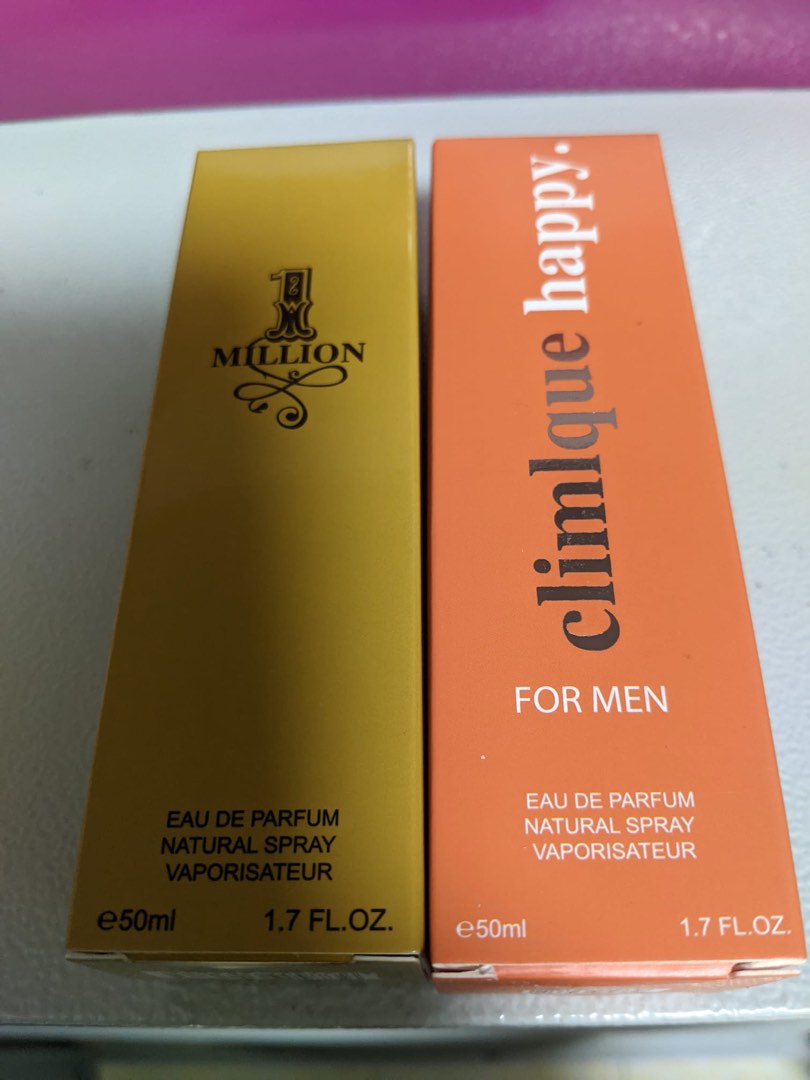 1
MILLION
EAU DE PARFUM
NATURAL SPRAY
VAPORISATEUR
e50ml 1.7 FL.OZ.
climlque happy.
FOR MEN
EAU DE PARFUM
NATURAL SPRAY
VAPORISATEUR
e50ml 1.7 FL.OZ.